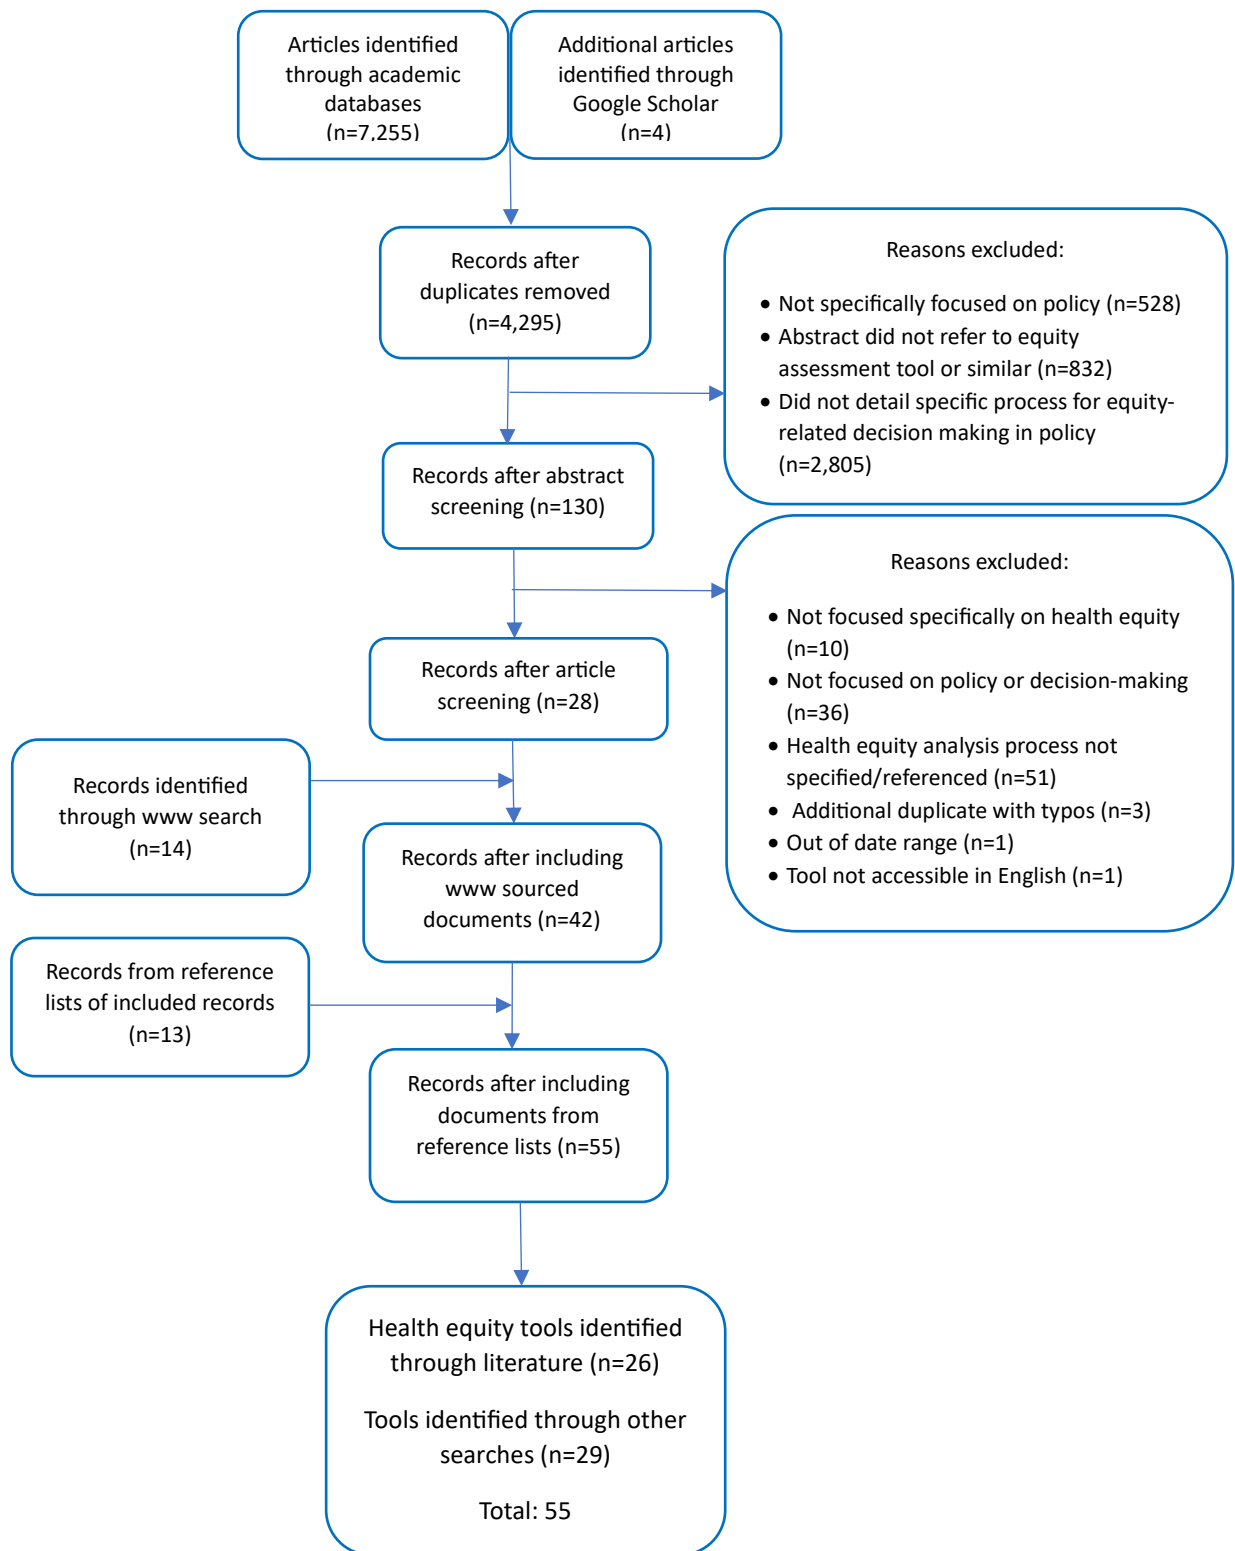 Articles identified
through academic
databases
(n=7,255)
Additional articles
identified through
Google Scholar
(n=4)
Records after
duplicates removed
(n=4,295)
Reasons excluded:
• Not specifically focused on policy (n=528)
• Abstract did not refer to equity
assessment tool or similar (n=832)
• Did not detail specific process for equity-
related decision making in policy
(n=2,805)
Records after abstract
screening (n=130)
Reasons excluded:
• Not focused specifically on health equity
(n=10)
• Not focused on policy or decision-making
(n=36)
• Health equity analysis process not
specified/referenced (n=51)
• Additional duplicate with typos (n=3)
• Out of date range (n=1)
• Tool not accessible in English (n=1)
Records after article
screening (n=28)
Records identified
through www search
(n=14)
Records after including
www sourced
documents (n=42)
Records from reference
lists of included records
(n=13)
Records after including
documents from
reference lists (n=55)
Health equity tools identified
through literature (n=26)
Tools identified through other
searches (n=29)
Total: 55